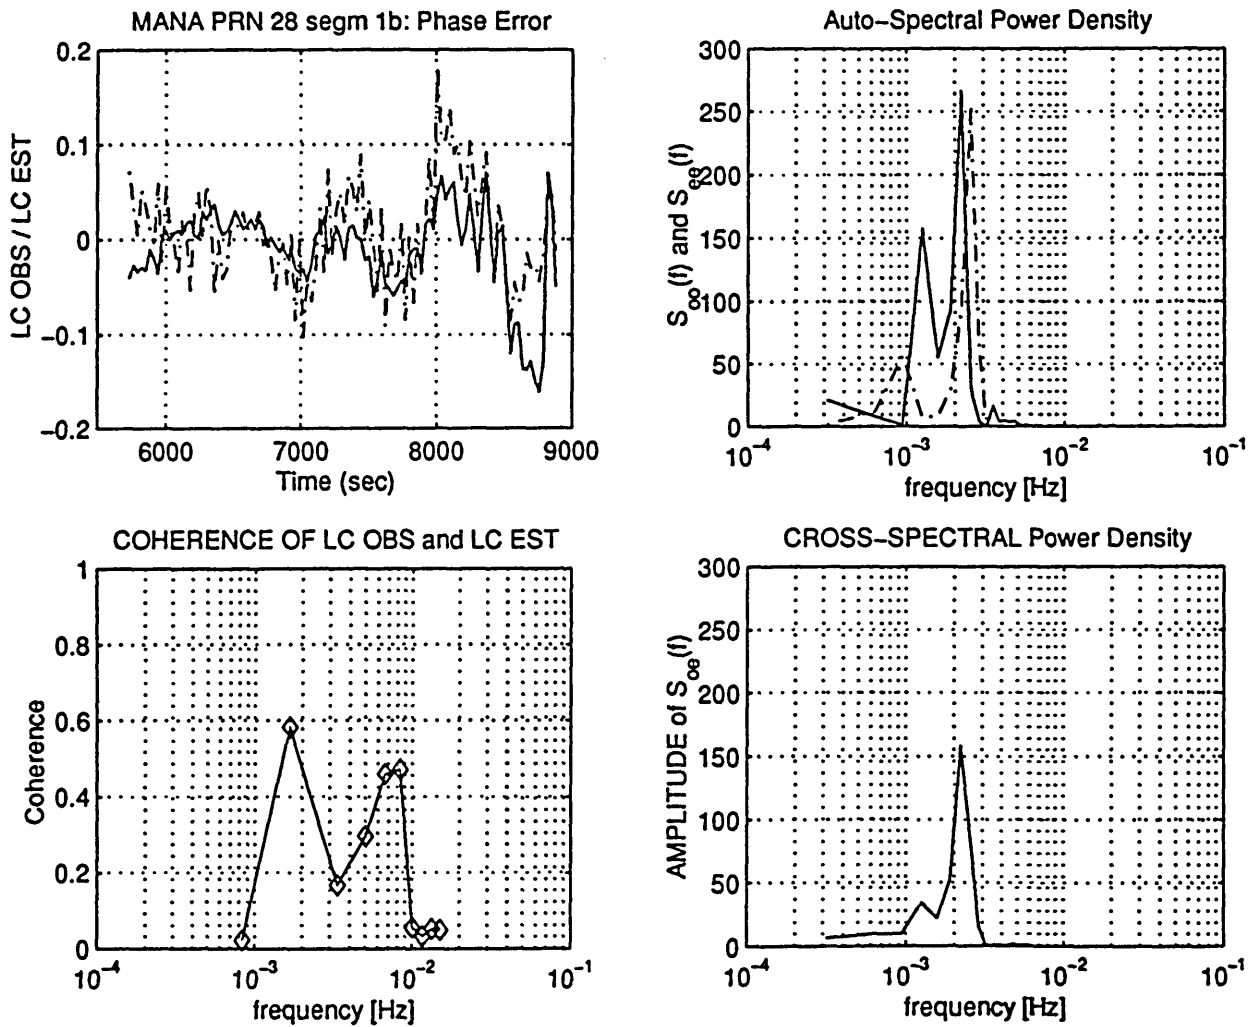 MANA PRN 28 segm 1b: Phase Error
0.2
0.1
0
−0.1
−0.2
LC OBS / LC EST
6000 7000 8000 9000
Time (sec)
Auto−Spectral Power Density
300
250
200
150
100
50
0
Soo(f) and See(f)
10^-4 10^-3 10^-2 10^-1
frequency [Hz]
COHERENCE OF LC OBS and LC EST
1
0.8
0.6
0.4
0.2
0
Coherence
10^-4 10^-3 10^-2 10^-1
frequency [Hz]
CROSS−SPECTRAL Power Density
300
250
200
150
100
50
0
AMPLITUDE of Soe(f)
10^-4 10^-3 10^-2 10^-1
frequency [Hz]